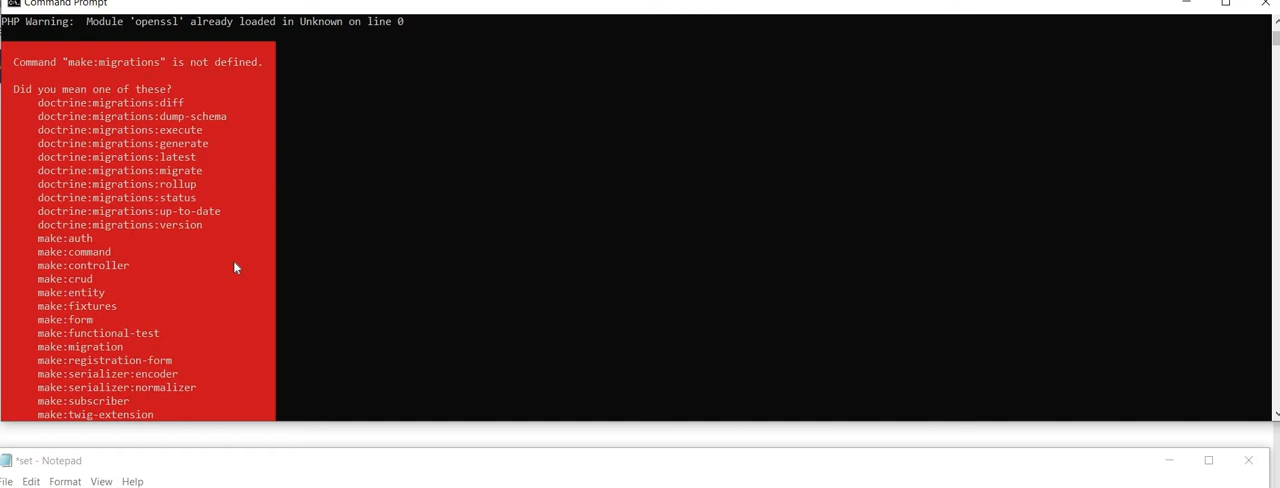 Command Prompt
PHP Warning:  Module 'openssl' already loaded in Unknown on line 0
Command "make:migrations" is not defined.
Did you mean one of these?
doctrine:migrations:diff
doctrine:migrations:dump-schema
doctrine:migrations:execute
doctrine:migrations:generate
doctrine:migrations:latest
doctrine:migrations:migrate
doctrine:migrations:rollup
doctrine:migrations:status
doctrine:migrations:up-to-date
doctrine:migrations:version
make:auth
make:command
make:controller
make:crud
make:entity
make:fixtures
make:form
make:functional-test
make:migration
make:registration-form
make:serializer:encoder
make:serializer:normalizer
make:subscriber
make:twig-extension
*set - Notepad
File Edit Format View Help